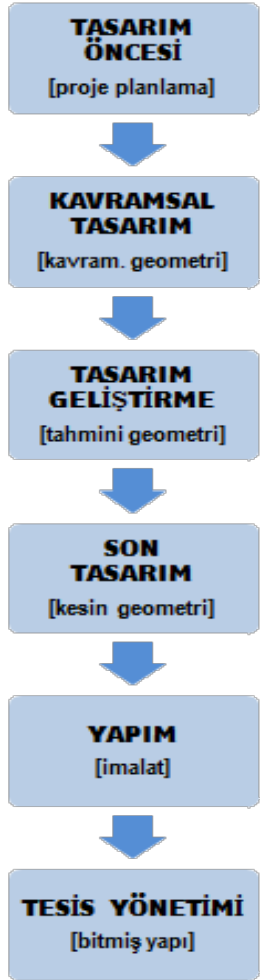 TASARIM
ÖNCESİ
[proje planlama]
KAVRAMSAL
TASARIM
[kavram. geometri]
TASARIM
GELİŞTİRME
[tahmini geometri]
SON
TASARIM
[kesin geometri]
YAPIM
[imalat]
TESİS YÖNETİMİ
[bitmiş yapı]